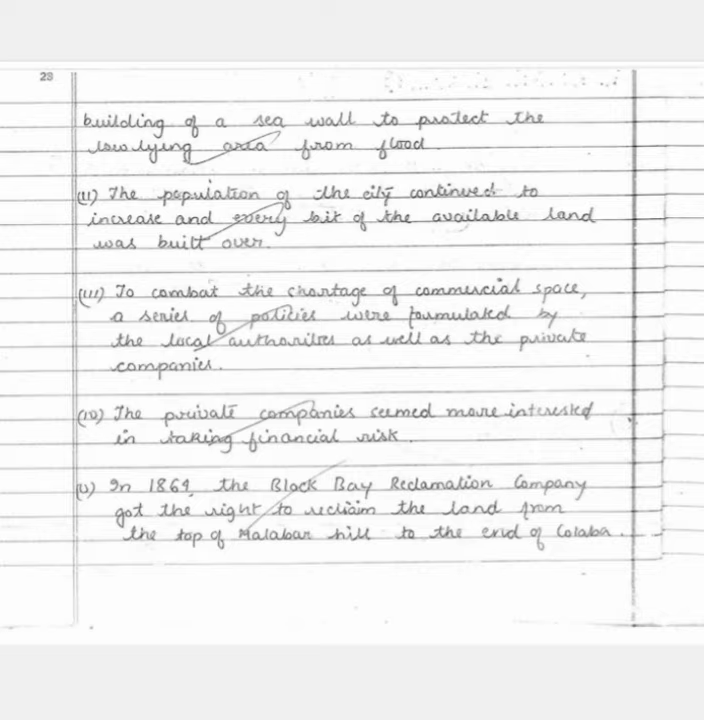 23
building of a sea wall to protect the
low lying area from flood
(ii) The population of the city continued to
increase and every bit of the available land
was built over.
(iii) To combat the shortage of commercial space,
a series of policies were formulated by
the local authorities as well as the private
companies.
(iv) The private companies seemed more interested
in taking financial risk.
(v) In 1864, the Black Bay Reclamation Company
got the right to recliaim the land from
the top of Malabar hill to the end of Colaba.